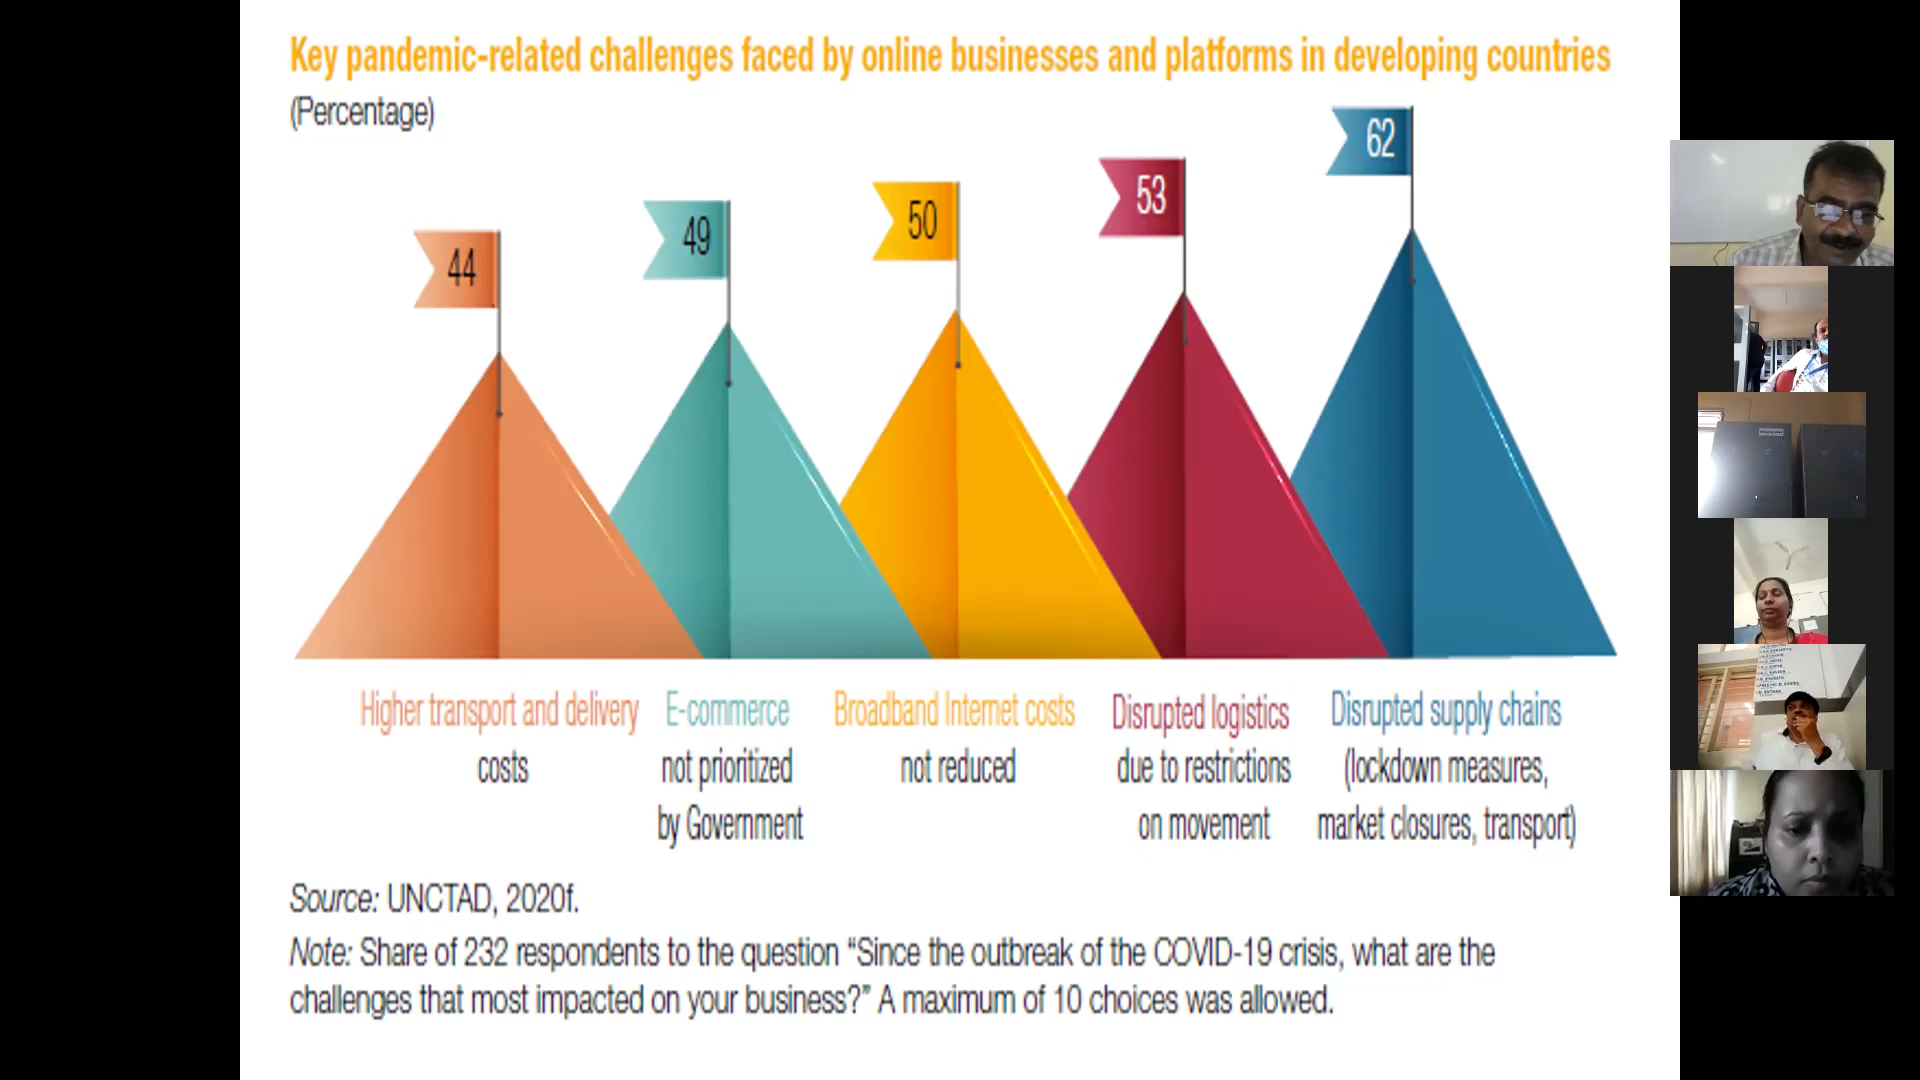 Key pandemic-related challenges faced by online businesses and platforms in developing countries
(Percentage)
44
49
50
53
62
Higher transport and delivery
costs
E-commerce
not prioritized
by Government
Broadband Internet costs
not reduced
Disrupted logistics
due to restrictions
on movement
Disrupted supply chains
(lockdown measures,
market closures, transport)
Source: UNCTAD, 2020f.
Note: Share of 232 respondents to the question “Since the outbreak of the COVID-19 crisis, what are the
challenges that most impacted on your business?” A maximum of 10 choices was allowed.